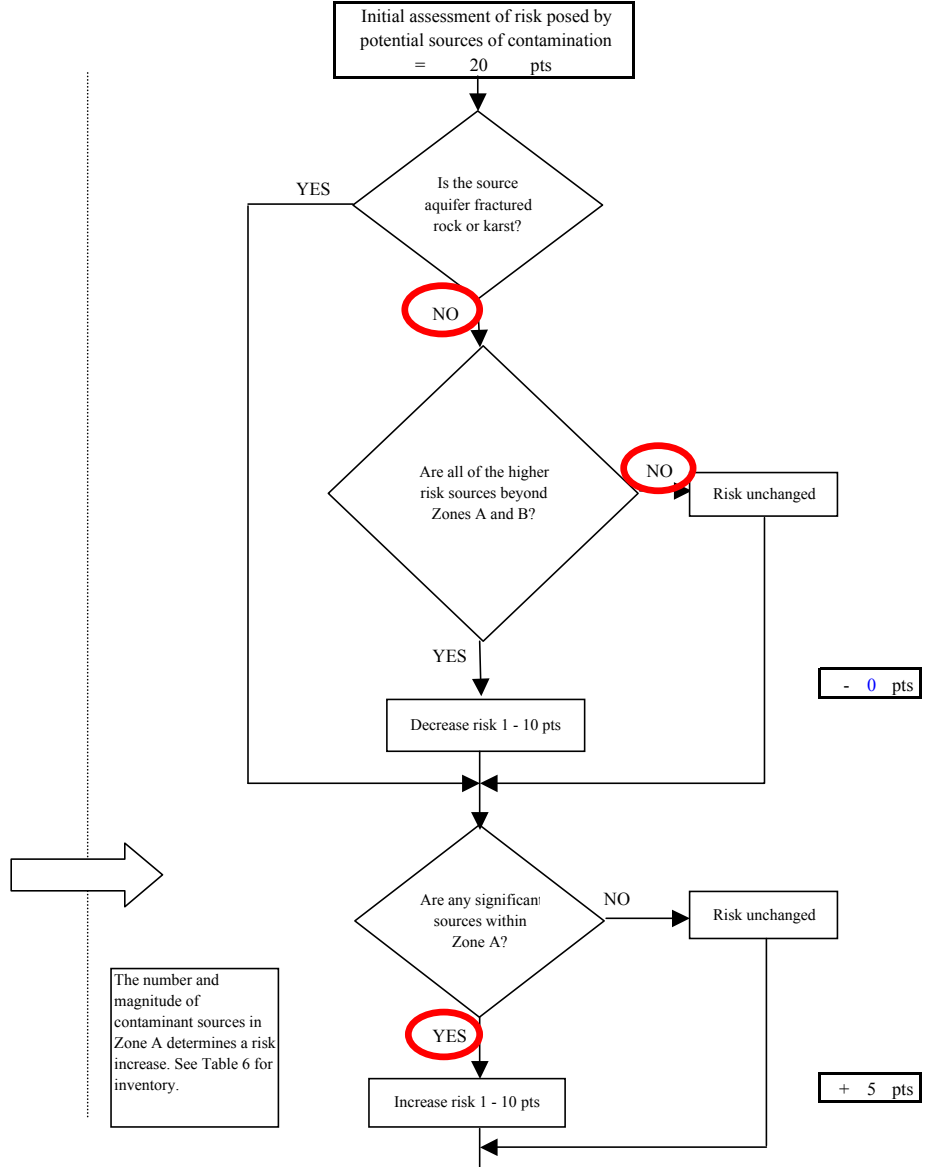 Initial assessment of risk posed by
potential sources of contamination
= 20 pts
YES
Is the source
aquifer fractured
rock or karst?
NO
Are all of the higher
risk sources beyond
Zones A and B?
NO
Risk unchanged
YES
- 0 pts
Decrease risk 1 - 10 pts
Are any significant
sources within
Zone A?
NO
Risk unchanged
The number and
magnitude of
contaminant sources in
Zone A determines a risk
increase. See Table 6 for
inventory.
YES
Increase risk 1 - 10 pts
+ 5 pts